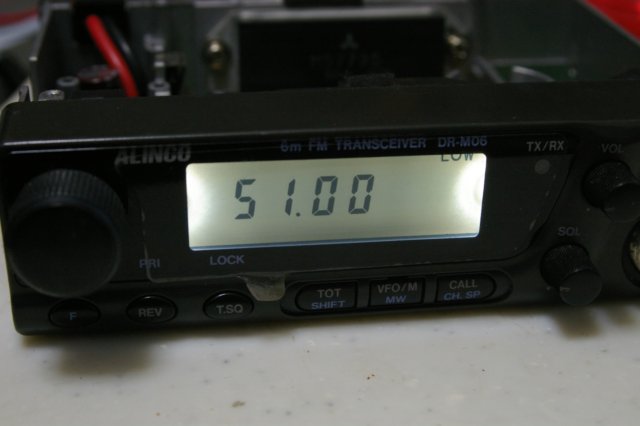 ALINCO
6m FM TRANSCEIVER DR-M06
TX/RX
VOL
LOW
51.00
SQL
PRI
LOCK
F
REV
T.SQ
TOT
SHIFT
VFO/M
MW
CALL
CH. SP